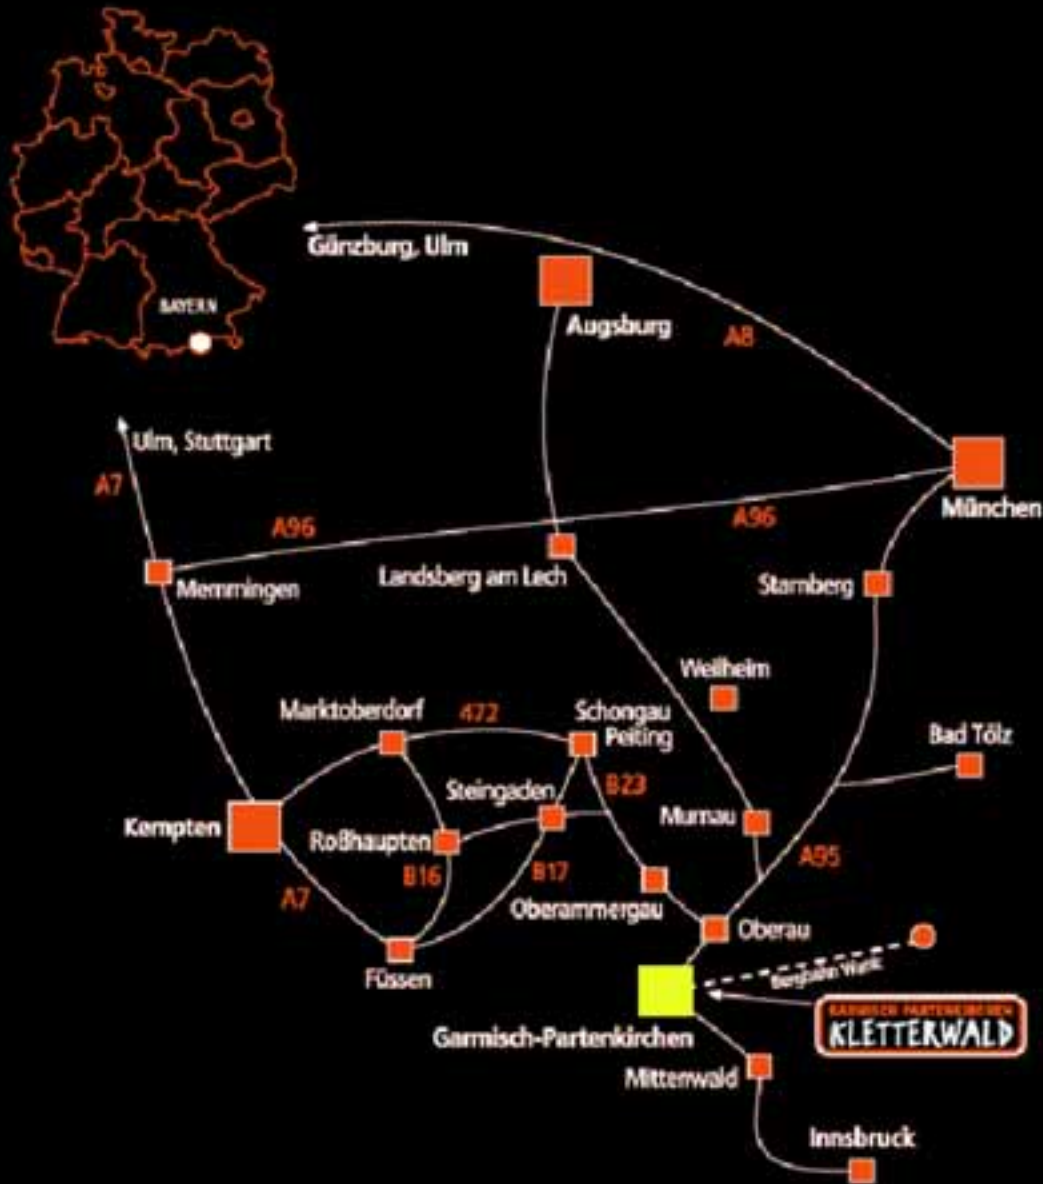 BAYERN
Günzburg, Ulm
Augsburg
A8
Ulm, Stuttgart
A7
München
A96
A96
Memmingen
Landsberg am Lech
Starnberg
Weilheim
Marktoberdorf
472
Schongau
Peiting
Bad Tölz
Steingaden
B23
Kempten
Roßhaupten
Murnau
A95
B16
B17
A7
Oberammergau
Oberau
Füssen
Bergbahn Wank
Garmisch-Partenkirchen
GARMISCH-PARTENKIRCHEN
KLETTERWALD
Mittenwald
Innsbruck